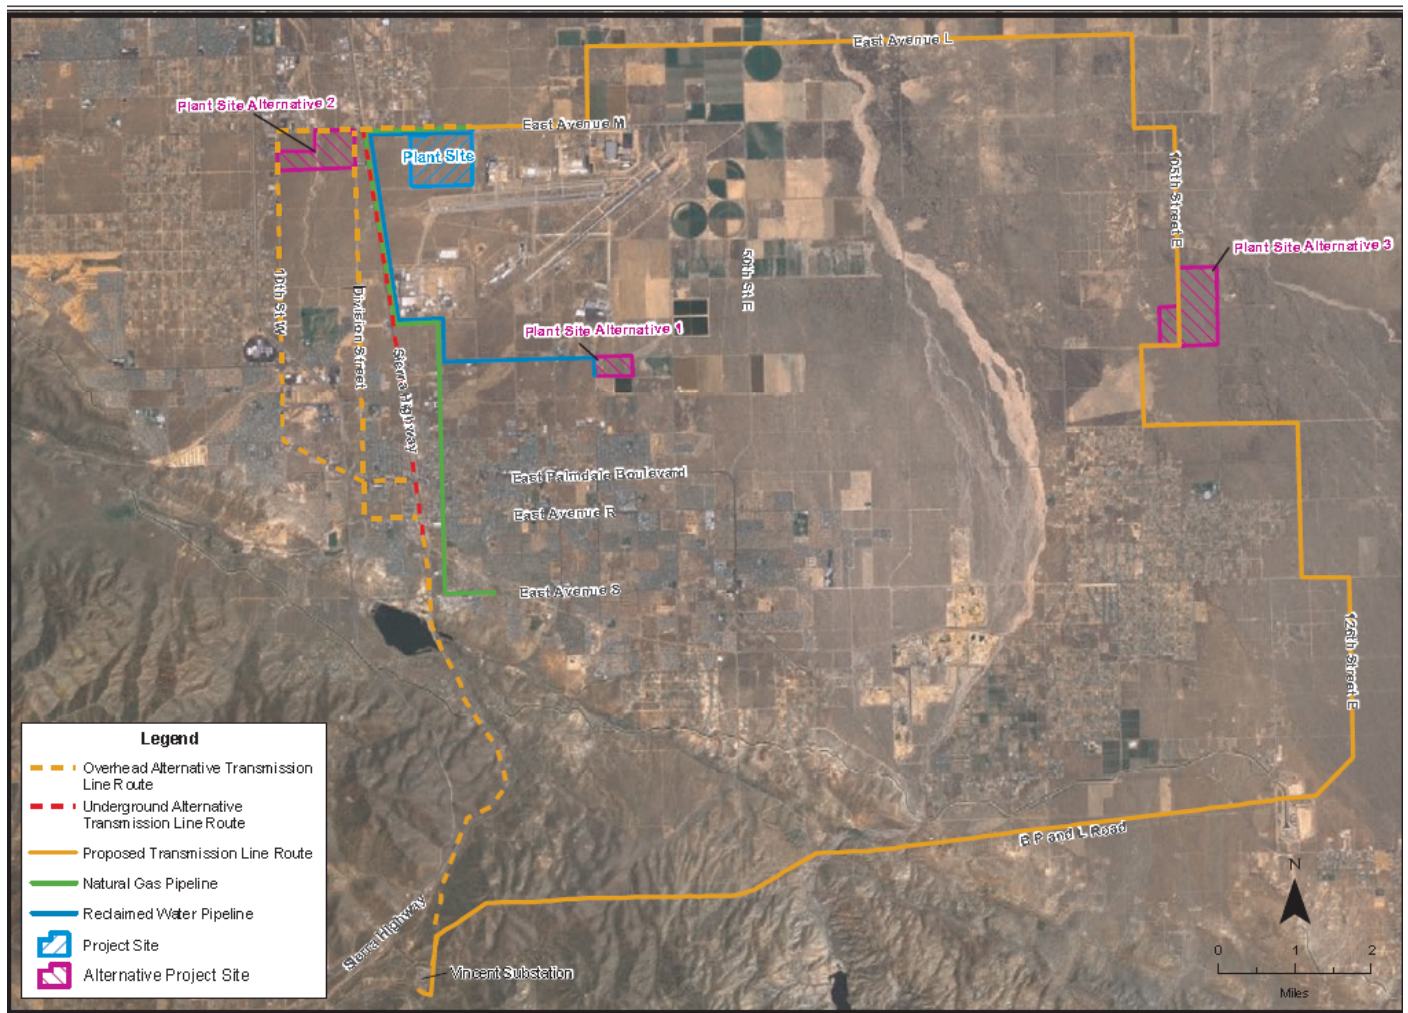 East Avenue L
Plant Site Alternative 2
East Avenue M
Plant Site
105th Street E
Plant Site Alternative 3
50th St. E
10th St. W
Division Street
Plant Site Alternative 1
Sierra Highway
East Palmdale Boulevard
East Avenue R
East Avenue S
126th Street E
Legend
Overhead Alternative Transmission
Line Route
Underground Alternative
Transmission Line Route
Proposed Transmission Line Route
Natural Gas Pipeline
Reclaimed Water Pipeline
Project Site
Alternative Project Site
B P and L Road
Sierra Highway
Vincent Substation
N
0 1 2
Miles